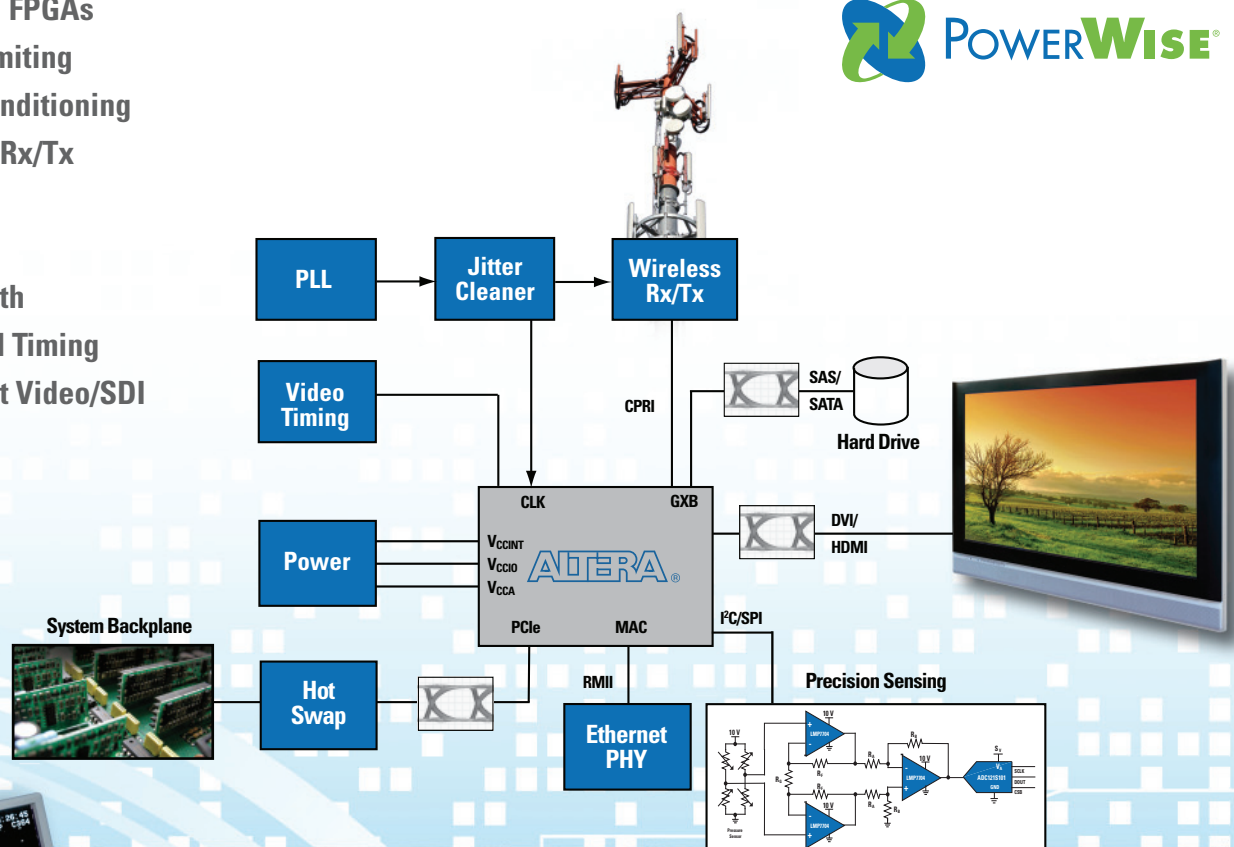 FPGAs
miting
nditioning
Rx/Tx
th
l Timing
t Video/SDI
POWERWISE®
PLL
Jitter
Cleaner
Wireless
Rx/Tx
Video
Timing
CPRI
SAS/
SATA
Hard Drive
CLK
GXB
DVI/
HDMI
Power
VCCINT
VCCIO
VCCA
ALTERA®
PCIe
MAC
I²C/SPI
System Backplane
Hot
Swap
RMII
Ethernet
PHY
Precision Sensing
10 V
10 V
10 V
10 V
LMP7704
LMP7704
LMP7704
ADC121S101
VA
GND
SCLK
DOUT
CSB
Pressure
Sensor